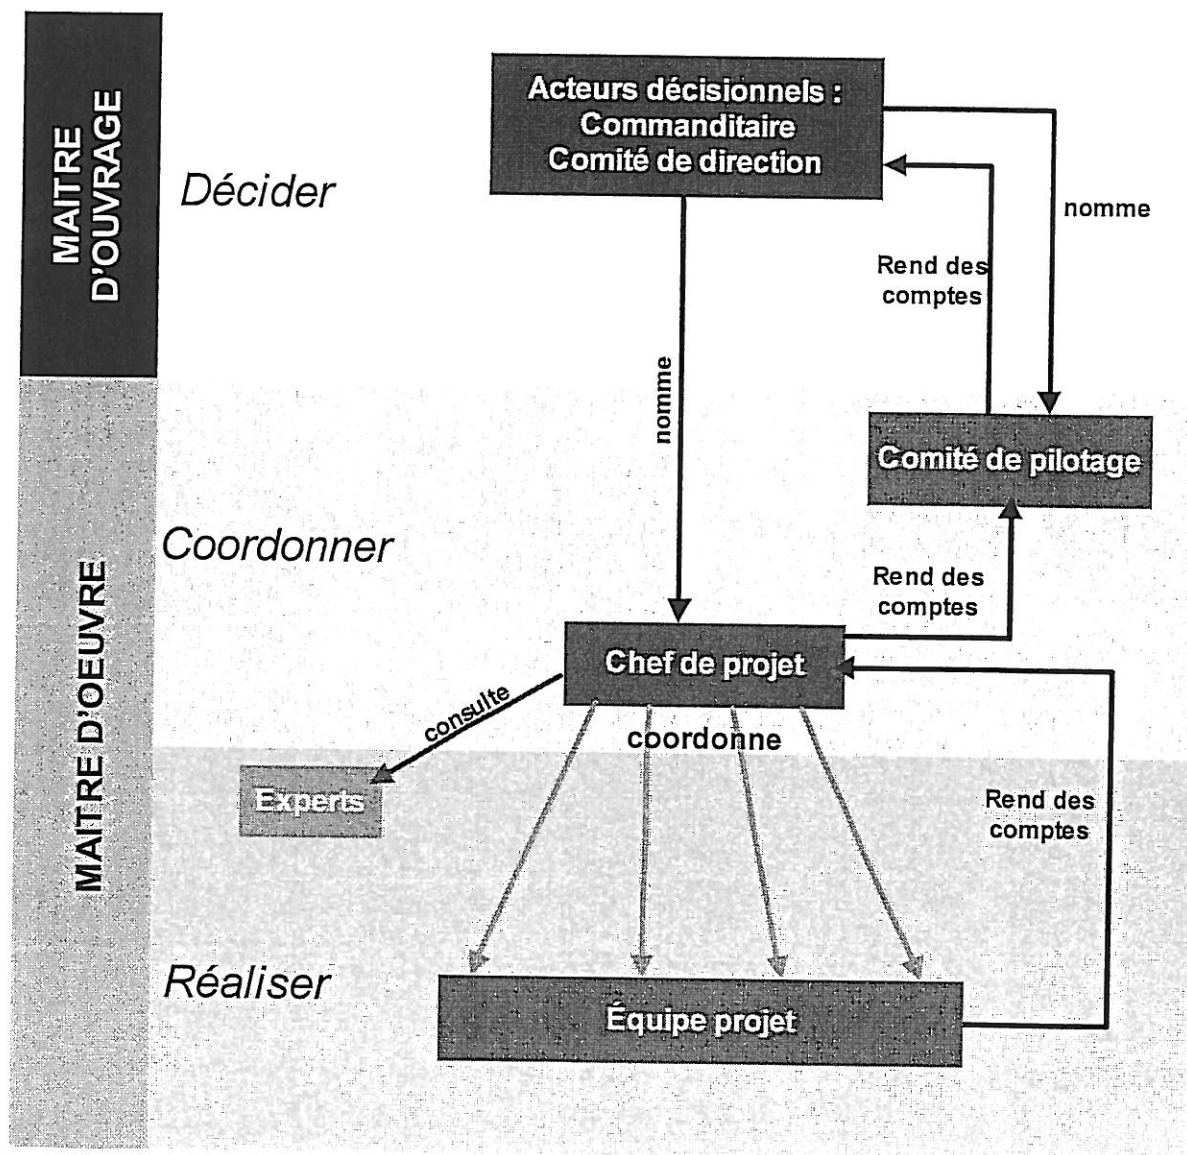 MAITRE
D'OUVRAGE
Décider
Acteurs décisionnels :
Commanditaire
Comité de direction
nomme
Rend des
comptes
nomme
Comité de pilotage
MAITRE D'OEUVRE
Coordonner
Rend des
comptes
Chef de projet
consulte
coordonne
Experts
Rend des
comptes
Réaliser
Équipe projet